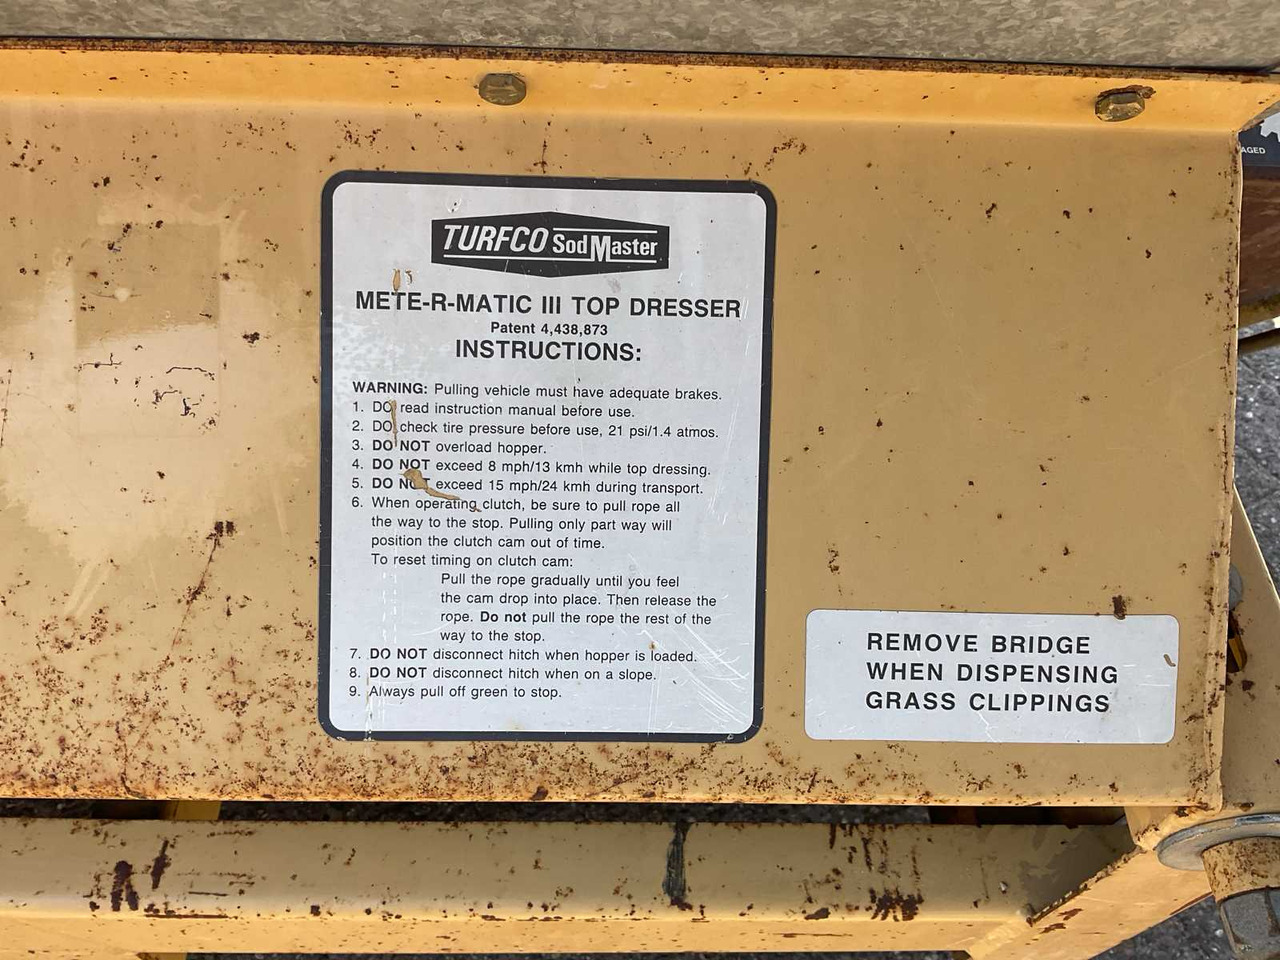 TURFCO SodMaster
METE-R-MATIC III TOP DRESSER
Patent 4,438,873
INSTRUCTIONS:
WARNING: Pulling vehicle must have adequate brakes.
1. DO read instruction manual before use.
2. DO check tire pressure before use, 21 psi/1.4 atmos.
3. DO NOT overload hopper.
4. DO NOT exceed 8 mph/13 kmh while top dressing.
5. DO NOT exceed 15 mph/24 kmh during transport.
6. When operating clutch, be sure to pull rope all
the way to the stop. Pulling only part way will
position the clutch cam out of time.
To reset timing on clutch cam:
Pull the rope gradually until you feel
the cam drop into place. Then release the
rope. Do not pull the rope the rest of the
way to the stop.
7. DO NOT disconnect hitch when hopper is loaded.
8. DO NOT disconnect hitch when on a slope.
9. Always pull off green to stop.
REMOVE BRIDGE
WHEN DISPENSING
GRASS CLIPPINGS